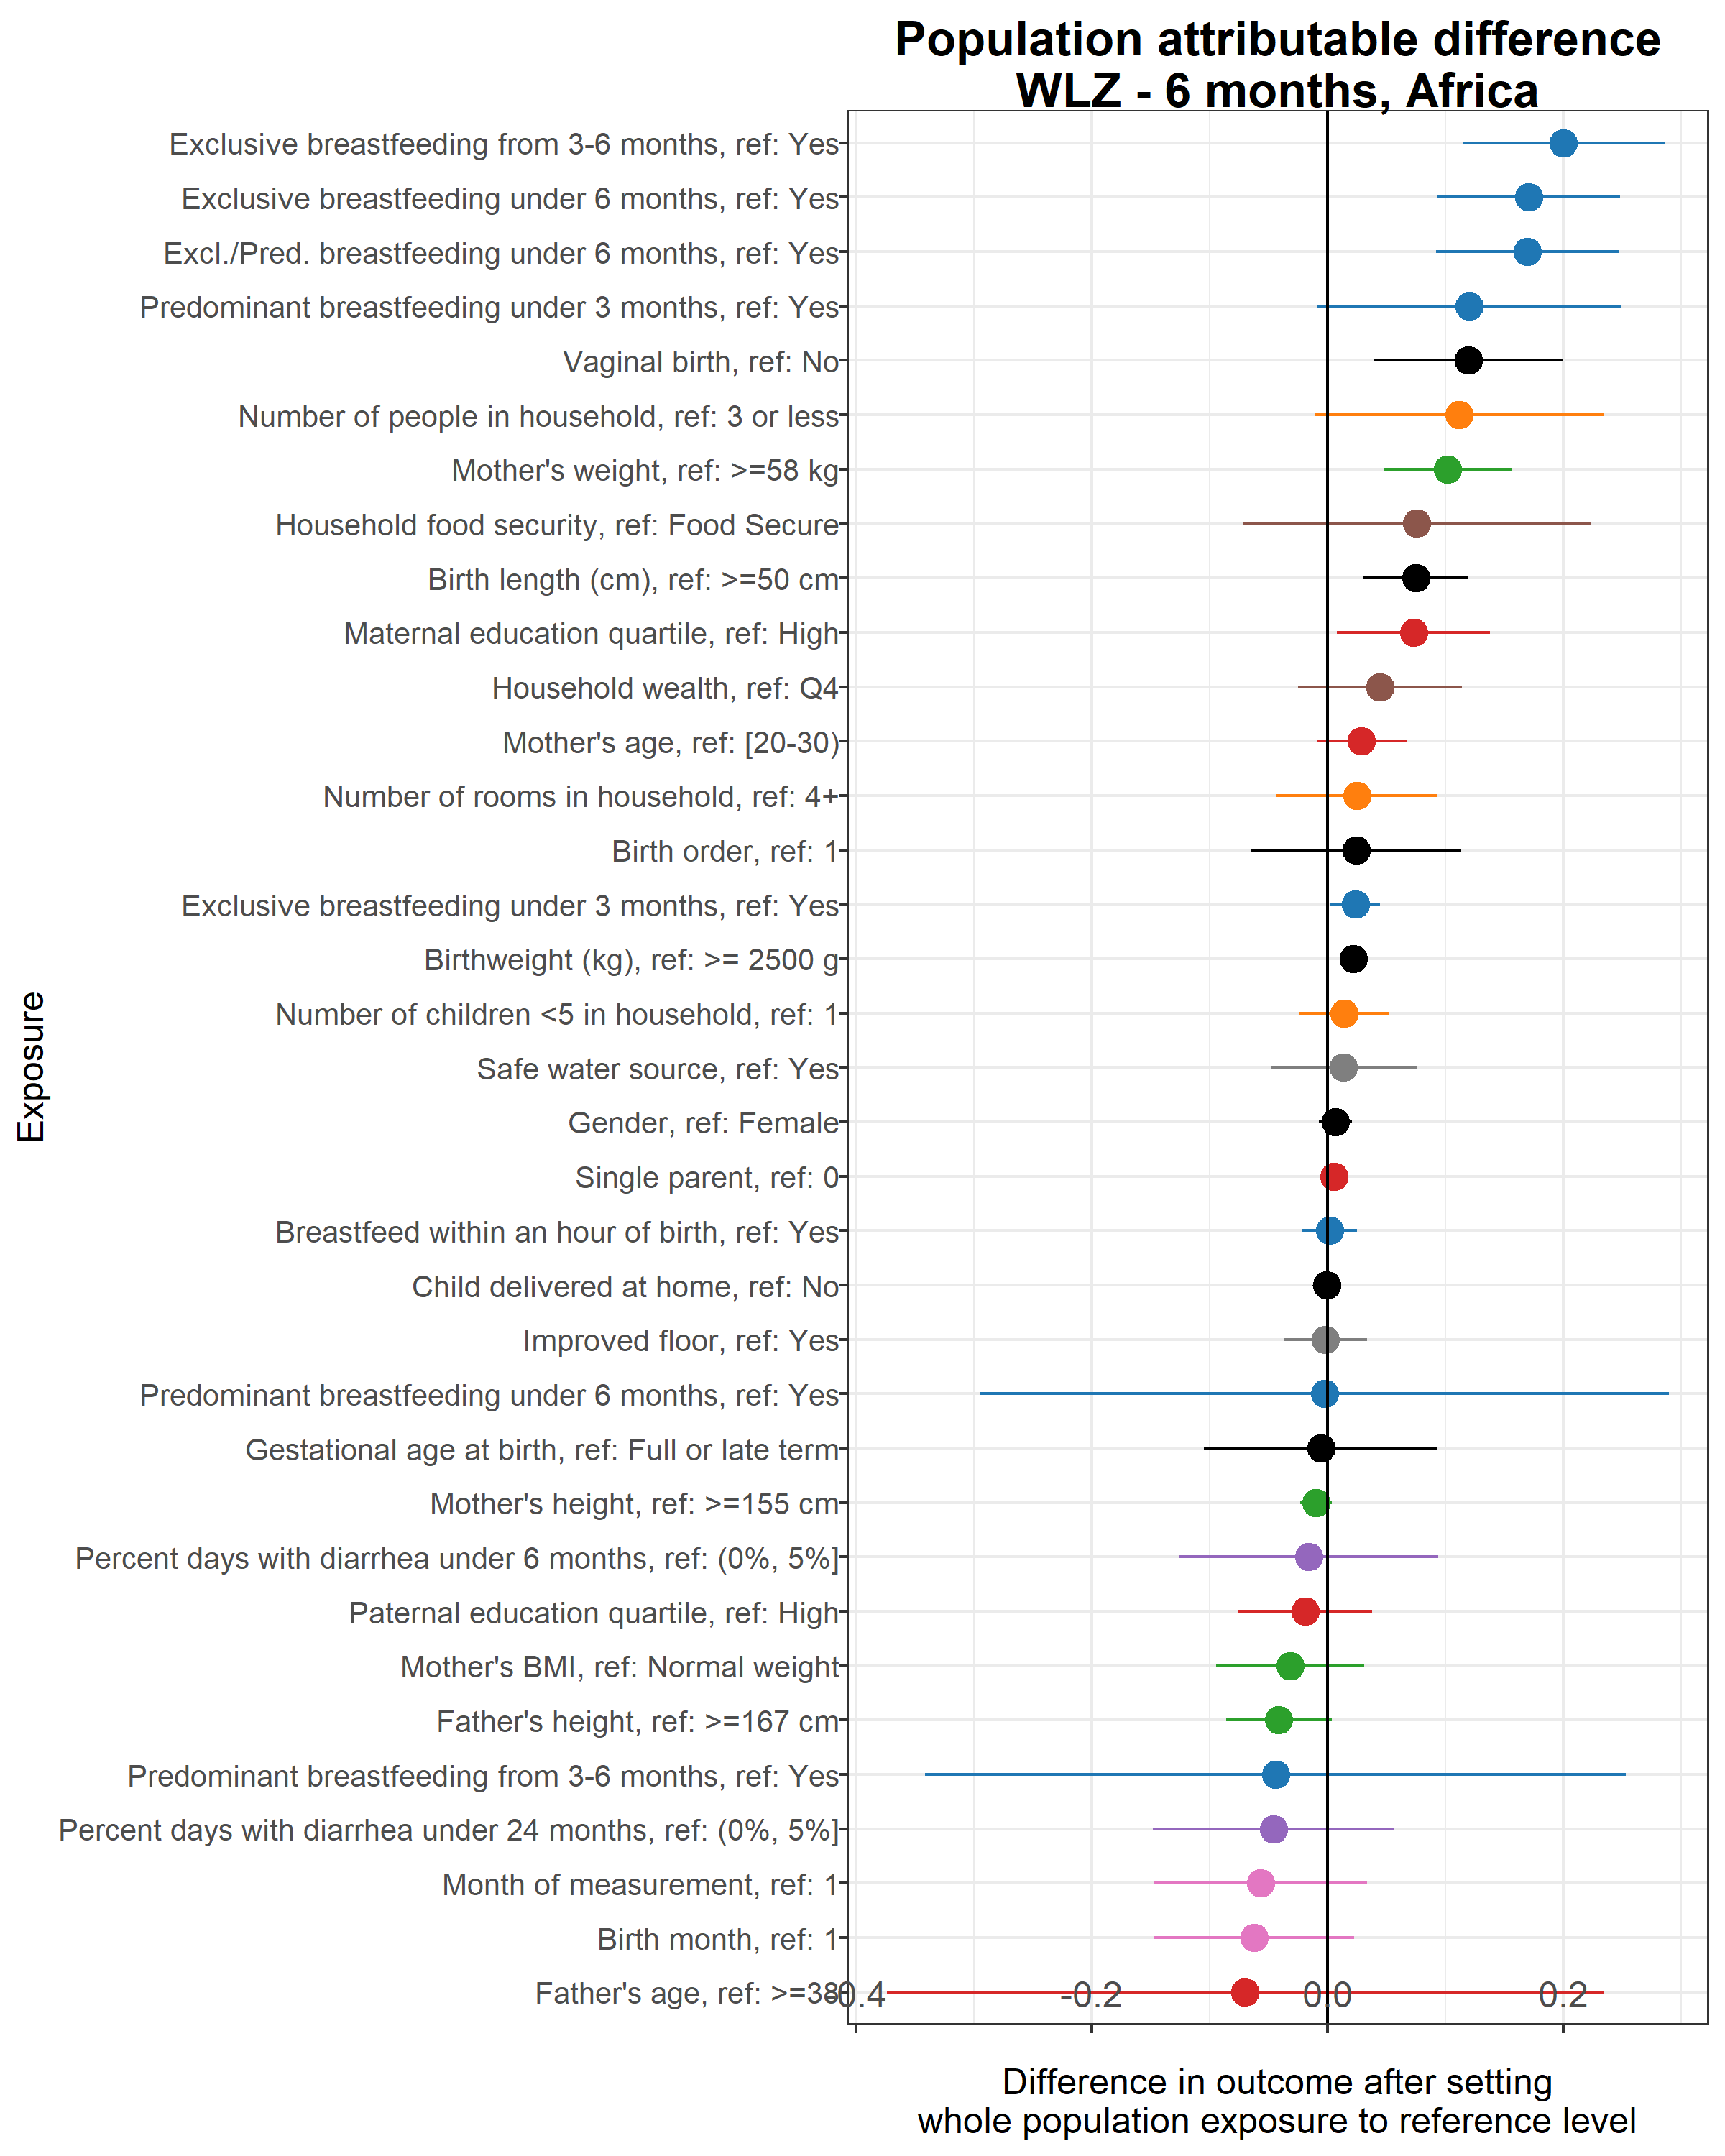 Population attributable difference
WLZ - 6 months, Africa
Exclusive breastfeeding from 3-6 months, ref: Yes
Exclusive breastfeeding under 6 months, ref: Yes
Excl./Pred. breastfeeding under 6 months, ref: Yes
Predominant breastfeeding under 3 months, ref: Yes
Vaginal birth, ref: No
Number of people in household, ref: 3 or less
Mother's weight, ref: >=58 kg
Household food security, ref: Food Secure
Birth length (cm), ref: >=50 cm
Maternal education quartile, ref: High
Household wealth, ref: Q4
Mother's age, ref: [20-30)
Number of rooms in household, ref: 4+
Birth order, ref: 1
Exclusive breastfeeding under 3 months, ref: Yes
Birthweight (kg), ref: >= 2500 g
Number of children <5 in household, ref: 1
Safe water source, ref: Yes
Gender, ref: Female
Single parent, ref: 0
Breastfeed within an hour of birth, ref: Yes
Child delivered at home, ref: No
Improved floor, ref: Yes
Predominant breastfeeding under 6 months, ref: Yes
Gestational age at birth, ref: Full or late term
Mother's height, ref: >=155 cm
Percent days with diarrhea under 6 months, ref: (0%, 5%]
Paternal education quartile, ref: High
Mother's BMI, ref: Normal weight
Father's height, ref: >=167 cm
Predominant breastfeeding from 3-6 months, ref: Yes
Percent days with diarrhea under 24 months, ref: (0%, 5%]
Month of measurement, ref: 1
Birth month, ref: 1
Father's age, ref: >=38
-0.4 -0.2 0.0 0.2
Exposure
Difference in outcome after setting
whole population exposure to reference level